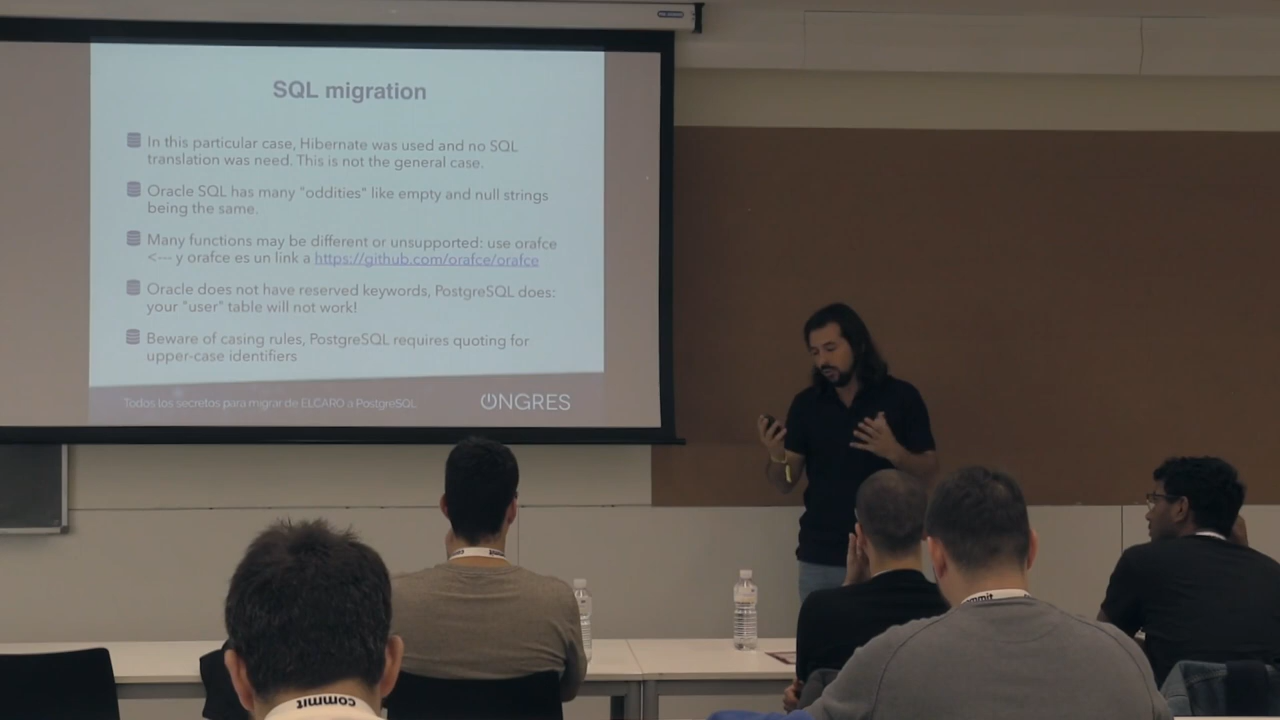 SQL migration
In this particular case, Hibernate was used and no SQL
translation was need. This is not the general case.
Oracle SQL has many "oddities" like empty and null strings
being the same.
Many functions may be different or unsupported: use orafce
<--- y orafce es un link a https://github.com/orafce/orafce
Oracle does not have reserved keywords, PostgreSQL does:
your "user" table will not work!
Beware of casing rules, PostgreSQL requires quoting for
upper-case identifiers
Todos los secretos para migrar de ELCARO a PostgreSQL
ONGRES
commit
mmit